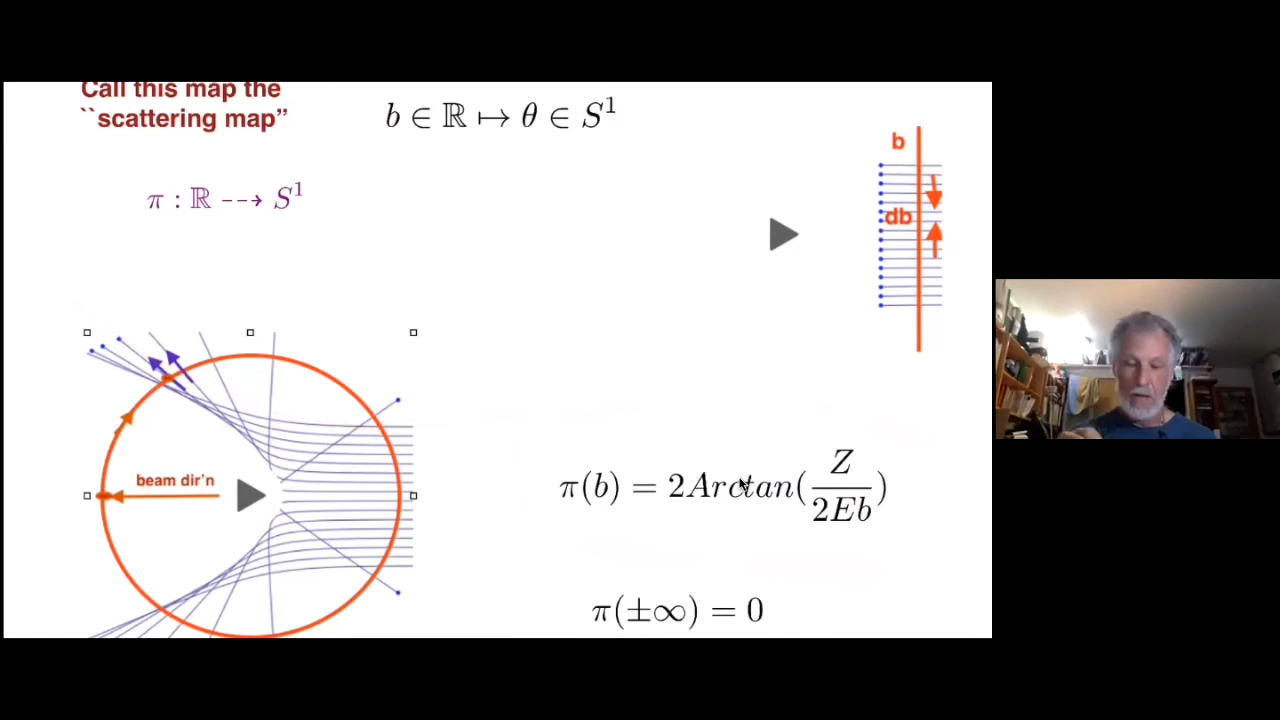 Call this map the
``scattering map”
b ∈ ℝ ↦ θ ∈ S¹
π : ℝ ⇢ S¹
b
db
beam dir’n
π(b) = 2Arctan(Z/2Eb)
π(±∞) = 0